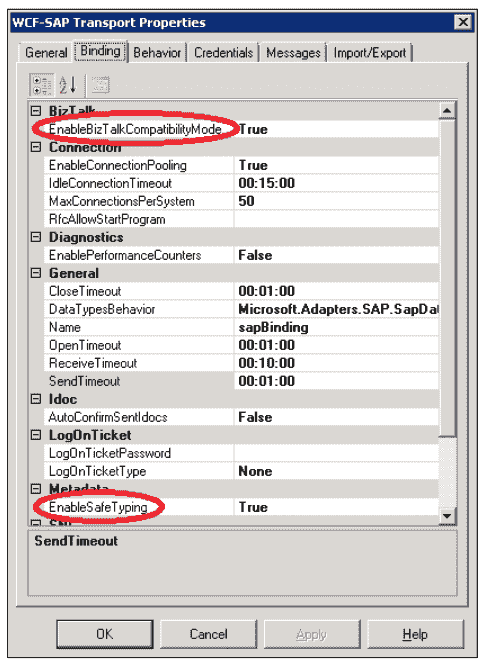 WCF-SAP Transport Properties
General Binding Behavior Credentials Messages Import/Export
BizTalk
EnableBizTalkCompatibilityMode True
Connection
EnableConnectionPooling True
IdleConnectionTimeout 00:15:00
MaxConnectionsPerSystem 50
RfcAllowStartProgram
Diagnostics
EnablePerformanceCounters False
General
CloseTimeout 00:01:00
DataTypesBehavior Microsoft.Adapters.SAP.SapDat
Name sapBinding
OpenTimeout 00:01:00
ReceiveTimeout 00:10:00
SendTimeout 00:01:00
Idoc
AutoConfirmSentIdocs False
LogOnTicket
LogOnTicketPassword
LogOnTicketType None
Metadata
EnableSafeTyping True
SendTimeout
OK Cancel Apply Help